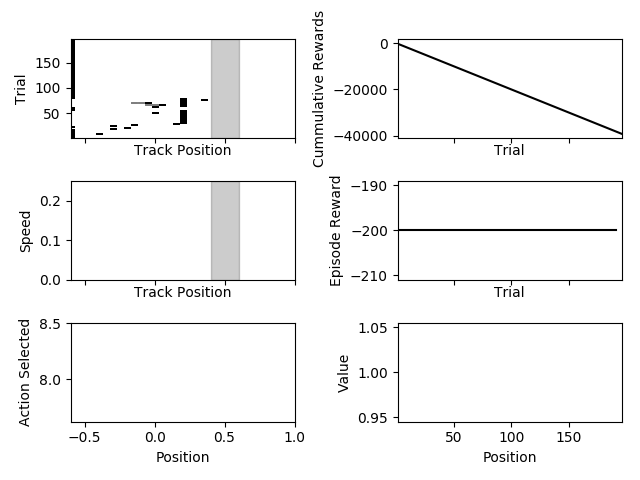 Trial
150
100
50
Track Position
Cummulative Rewards
0
−20000
−40000
Trial
Speed
0.2
0.1
0.0
Track Position
Episode Reward
−190
−200
−210
Trial
Action Selected
8.5
8.0
−0.5 0.0 0.5 1.0
Position
Value
1.05
1.00
0.95
50 100 150
Position